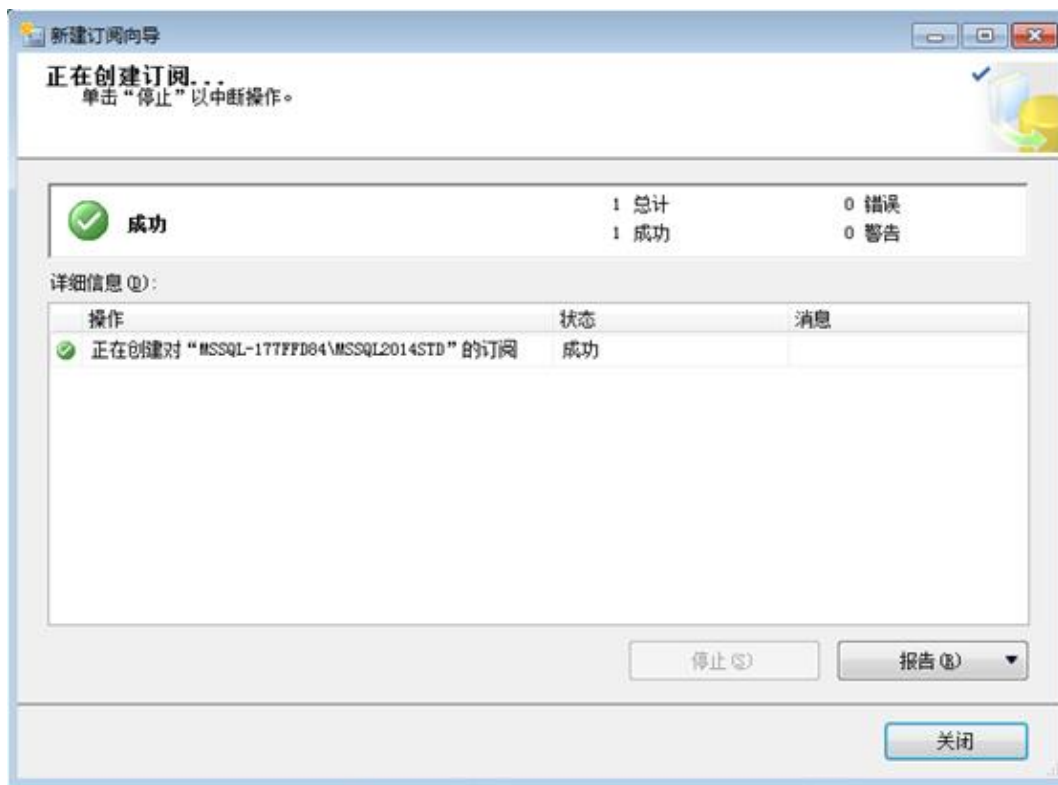 新建订阅向导
正在创建订阅...
单击“停止”以中断操作。
成功
1 总计
0 错误
1 成功
0 警告
详细信息(D):
操作 状态 消息
正在创建对“MSSQL-177FFD84\MSSQL2014STD”的订阅 成功
停止(S) 报告(R)
关闭